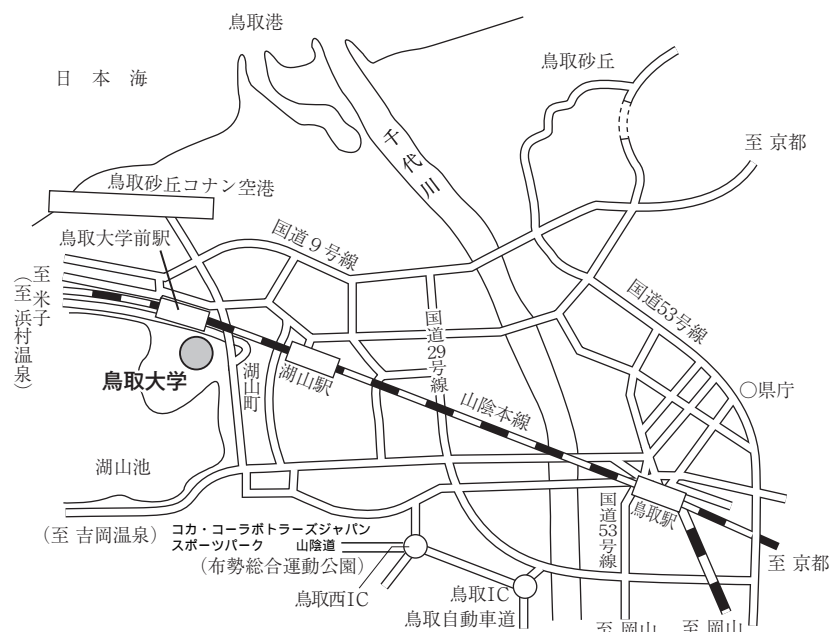 鳥取港
日本海
鳥取砂丘
千代川
至 京都
鳥取砂丘コナン空港
鳥取大学前駅
国道9号線
至 米子
(至 浜村温泉)
国道53号線
国道29号線
鳥取大学
湖山町
湖山駅
山陰本線
○県庁
湖山池
鳥取駅
国道53号線
(至 吉岡温泉)
コカ・コーラボトラーズジャパン
スポーツパーク
山陰道
(布勢総合運動公園)
至 京都
鳥取西IC
鳥取IC
鳥取自動車道
至 岡山
至 岡山